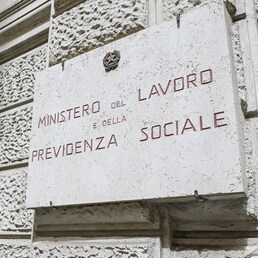 MINISTERO DEL LAVORO
E DELLA
PREVIDENZA SOCIALE